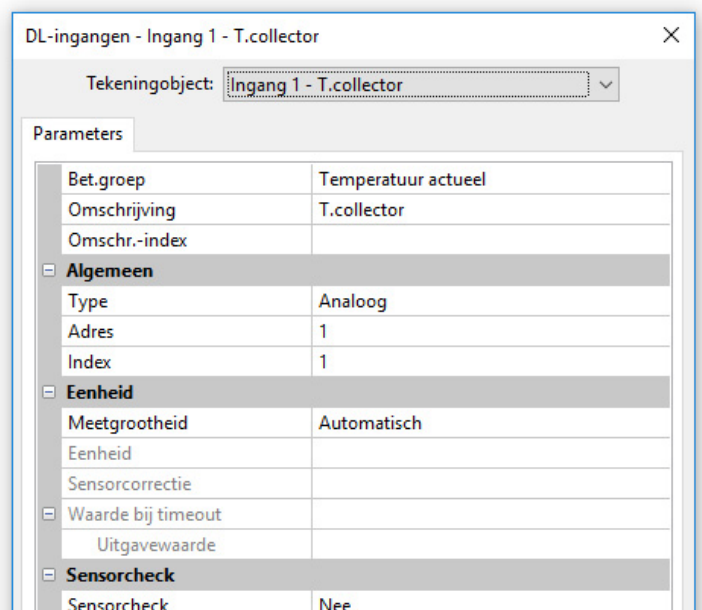 DL-ingangen - Ingang 1 - T.collector
Tekeningobject: Ingang 1 - T.collector
Parameters
Bet.groep Temperatuur actueel
Omschrijving T.collector
Omschr.-index
Algemeen
Type Analoog
Adres 1
Index 1
Eenheid
Meetgrootheid Automatisch
Eenheid
Sensorcorrectie
Waarde bij timeout
Uitgavewaarde
Sensorcheck
Sensorcheck Nee